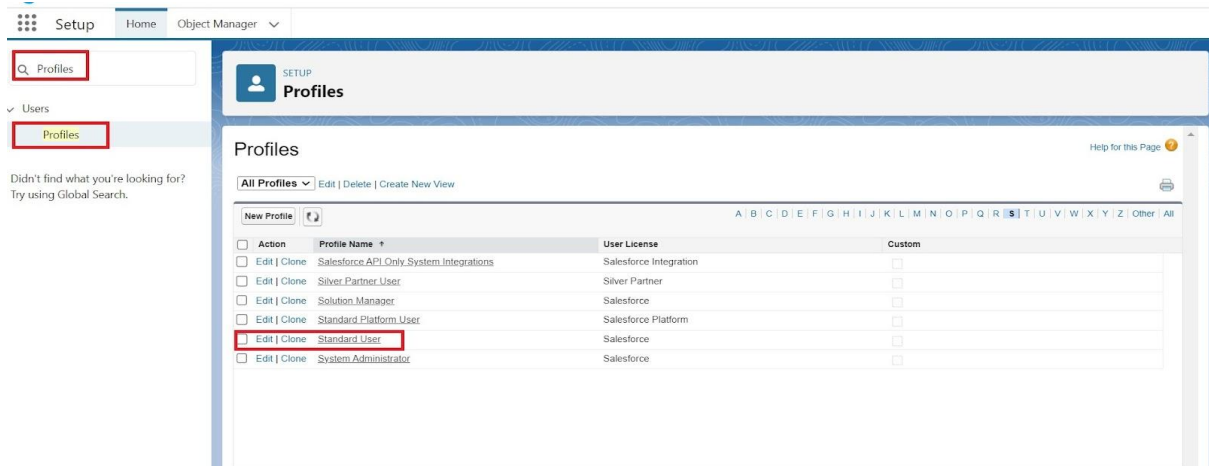 Setup Home Object Manager
Profiles
Users
Profiles
Didn't find what you're looking for?
Try using Global Search.
SETUP
Profiles
Profiles
Help for this Page ?
All Profiles Edit | Delete | Create New View
New Profile
A | B | C | D | E | F | G | H | I | J | K | L | M | N | O | P | Q | R | S | T | U | V | W | X | Y | Z | Other | All
Action Profile Name ↑ User License Custom
Edit | Clone Salesforce API Only System Integrations Salesforce Integration
Edit | Clone Silver Partner User Silver Partner
Edit | Clone Solution Manager Salesforce
Edit | Clone Standard Platform User Salesforce Platform
Edit | Clone Standard User Salesforce
Edit | Clone System Administrator Salesforce